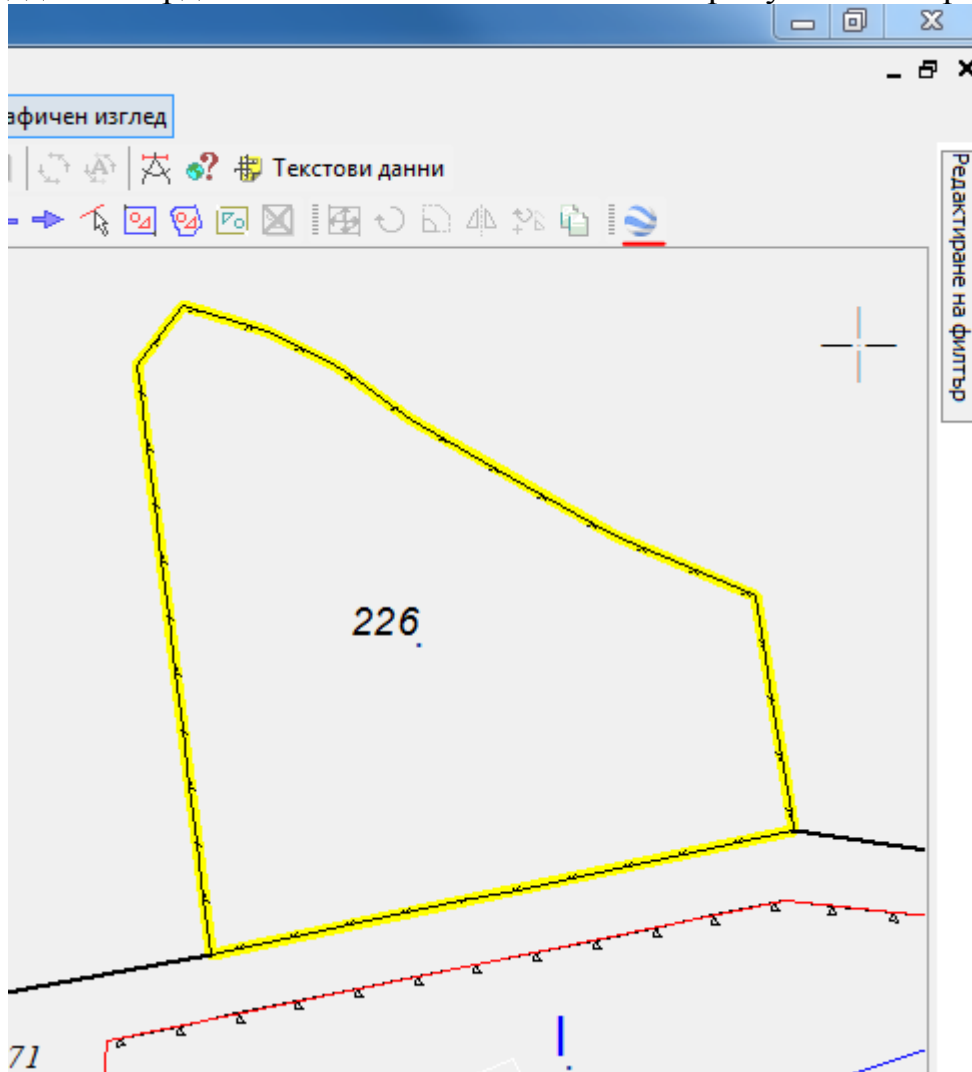 афичен изглед
Текстови данни
Редактиране на филтър
226
71
I